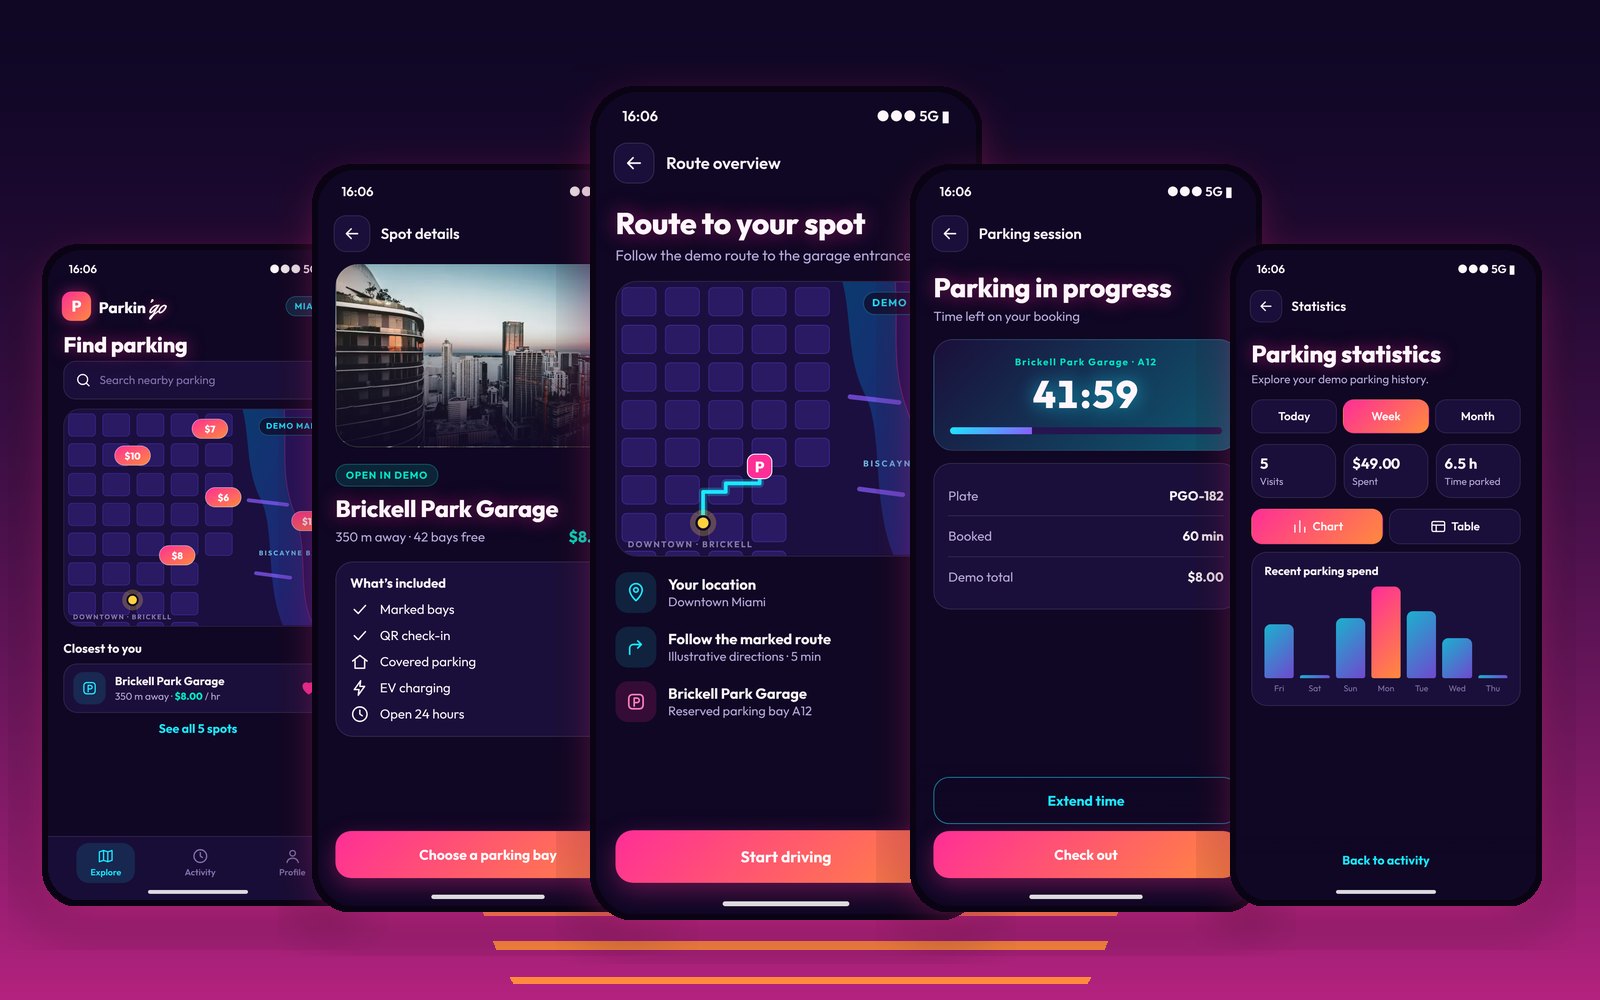 16:06
5G
Parkin'go
Find parking
Search nearby parking
$7
$10
DEMO
$6
BISCAYNE
$8
DOWNTOWN · BRICKELL
Closest to you
Brickell Park Garage
350 m away · $8.00 / hr
See all 5 spots
Explore
Activity
Profile
16:06
Spot details
OPEN IN DEMO
Brickell Park Garage
350 m away · 42 bays free
$8.
What's included
Marked bays
QR check-in
Covered parking
EV charging
Open 24 hours
Choose a parking bay
16:06
5G
Route overview
Route to your spot
Follow the demo route to the garage entrance
DEMO
P
BISCAYN
DOWNTOWN · BRICKELL
Your location
Downtown Miami
Follow the marked route
Illustrative directions · 5 min
Brickell Park Garage
Reserved parking bay A12
Start driving
16:06
5G
Parking session
Parking in progress
Time left on your booking
Brickell Park Garage · A12
41:59
Plate
PGO-182
Booked
60 min
Demo total
$8.00
Extend time
Check out
16:06
5G
Statistics
Parking statistics
Explore your demo parking history.
Today
Week
Month
5
Visits
$49.00
Spent
6.5 h
Time parked
Chart
Table
Recent parking spend
Fri Sat Sun Mon Tue Wed Thu
Back to activity